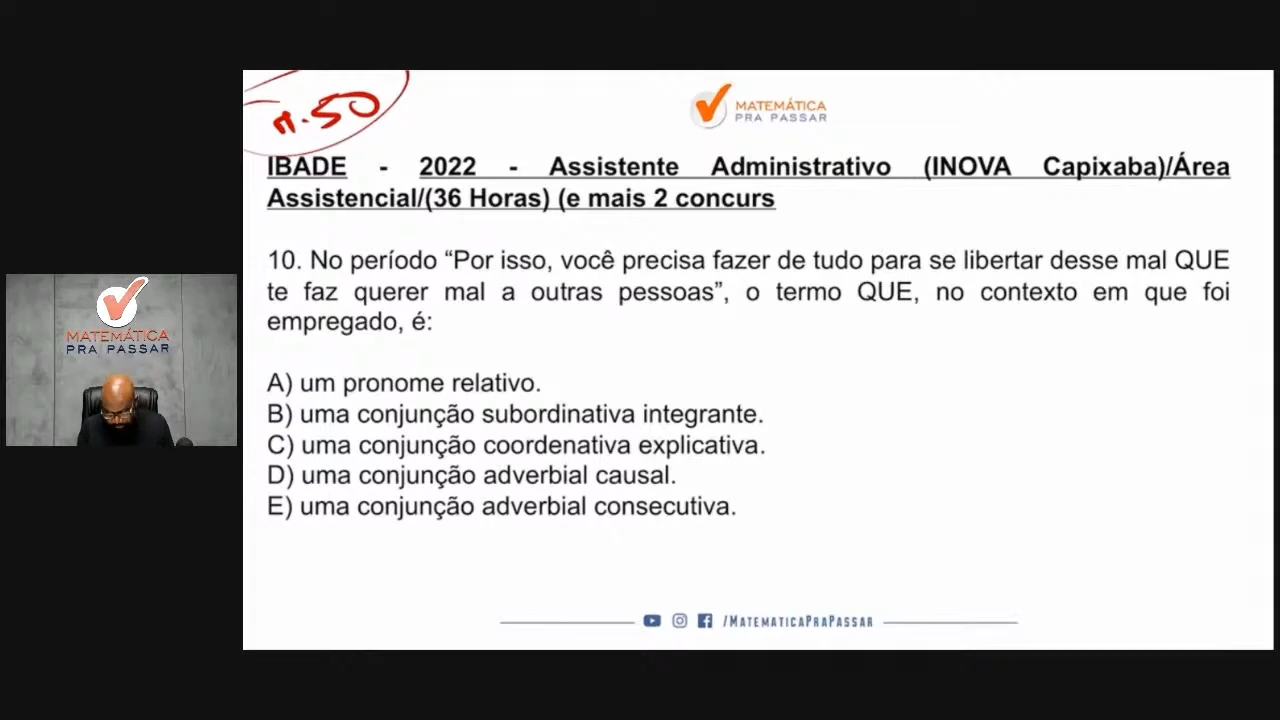 MATEMÁTICA
PRA PASSAR
IBADE - 2022 - Assistente Administrativo (INOVA Capixaba)/Área
Assistencial/(36 Horas) (e mais 2 concurs
10. No período “Por isso, você precisa fazer de tudo para se libertar desse mal QUE
te faz querer mal a outras pessoas”, o termo QUE, no contexto em que foi
empregado, é:
A) um pronome relativo.
B) uma conjunção subordinativa integrante.
C) uma conjunção coordenativa explicativa.
D) uma conjunção adverbial causal.
E) uma conjunção adverbial consecutiva.
/MATEMATICAPRAPASSAR
MATEMÁTICA
PRA PASSAR